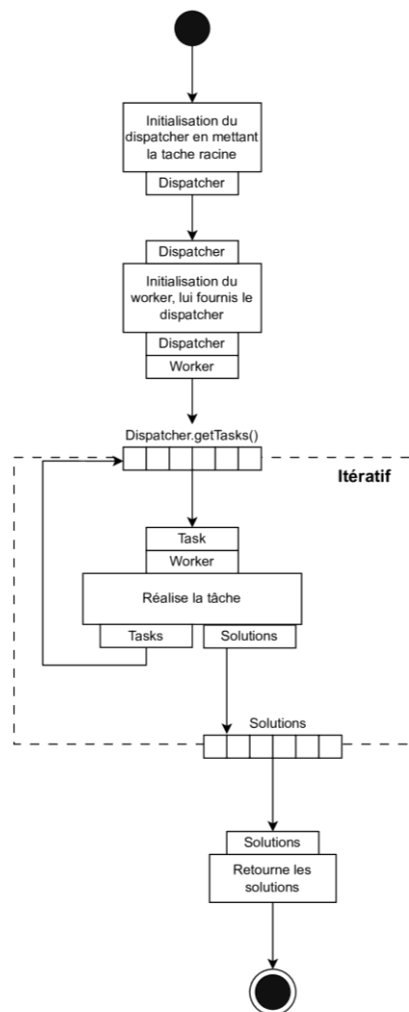 Initialisation du
dispatcher en mettant
la tache racine
Dispatcher
Dispatcher
Initialisation du
worker, lui fournis le
dispatcher
Dispatcher
Worker
Dispatcher.getTasks()
Itératif
Task
Worker
Réalise la tâche
Tasks
Solutions
Solutions
Solutions
Retourne les
solutions